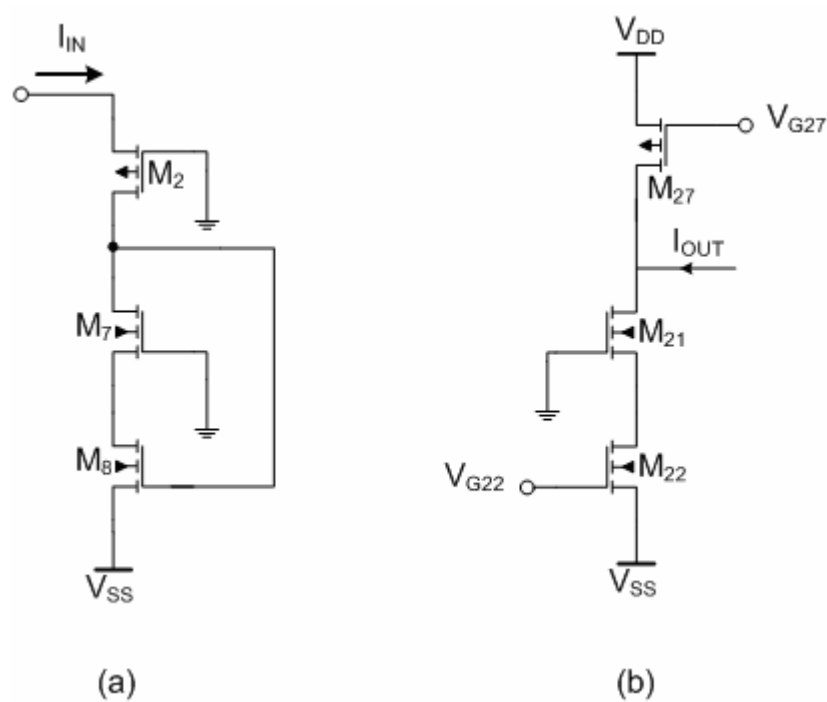 I_IN
V_DD
V_G27
M_2
M_27
I_OUT
M_7
M_21
M_8
M_22
V_G22
V_SS
V_SS
(a)
(b)